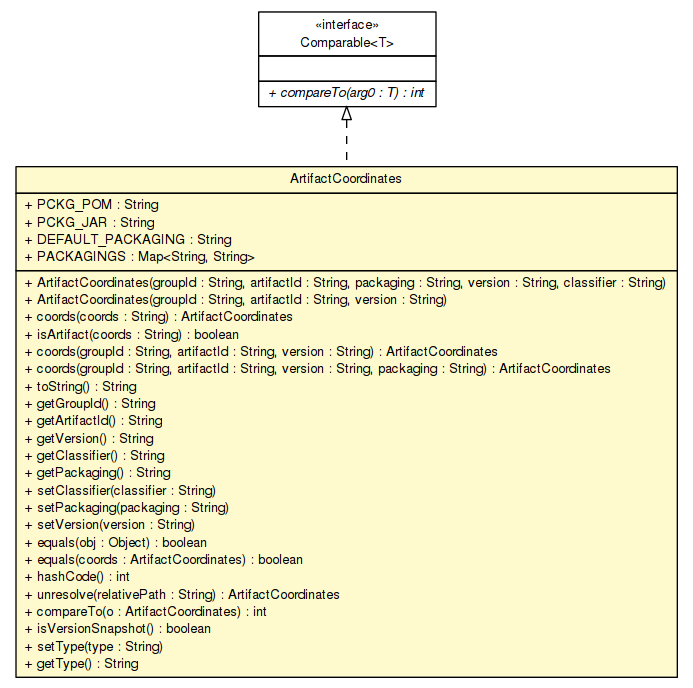 «interface»
Comparable<T>
+ compareTo(arg0 : T) : int
ArtifactCoordinates
+ PCKG_POM : String
+ PCKG_JAR : String
+ DEFAULT_PACKAGING : String
+ PACKAGINGS : Map<String, String>
+ ArtifactCoordinates(groupId : String, artifactId : String, packaging : String, version : String, classifier : String)
+ ArtifactCoordinates(groupId : String, artifactId : String, version : String)
+ coords(coords : String) : ArtifactCoordinates
+ isArtifact(coords : String) : boolean
+ coords(groupId : String, artifactId : String, version : String) : ArtifactCoordinates
+ coords(groupId : String, artifactId : String, version : String, packaging : String) : ArtifactCoordinates
+ toString() : String
+ getGroupId() : String
+ getArtifactId() : String
+ getVersion() : String
+ getClassifier() : String
+ getPackaging() : String
+ setClassifier(classifier : String)
+ setPackaging(packaging : String)
+ setVersion(version : String)
+ equals(obj : Object) : boolean
+ equals(coords : ArtifactCoordinates) : boolean
+ hashCode() : int
+ unresolve(relativePath : String) : ArtifactCoordinates
+ compareTo(o : ArtifactCoordinates) : int
+ isVersionSnapshot() : boolean
+ setType(type : String)
+ getType() : String